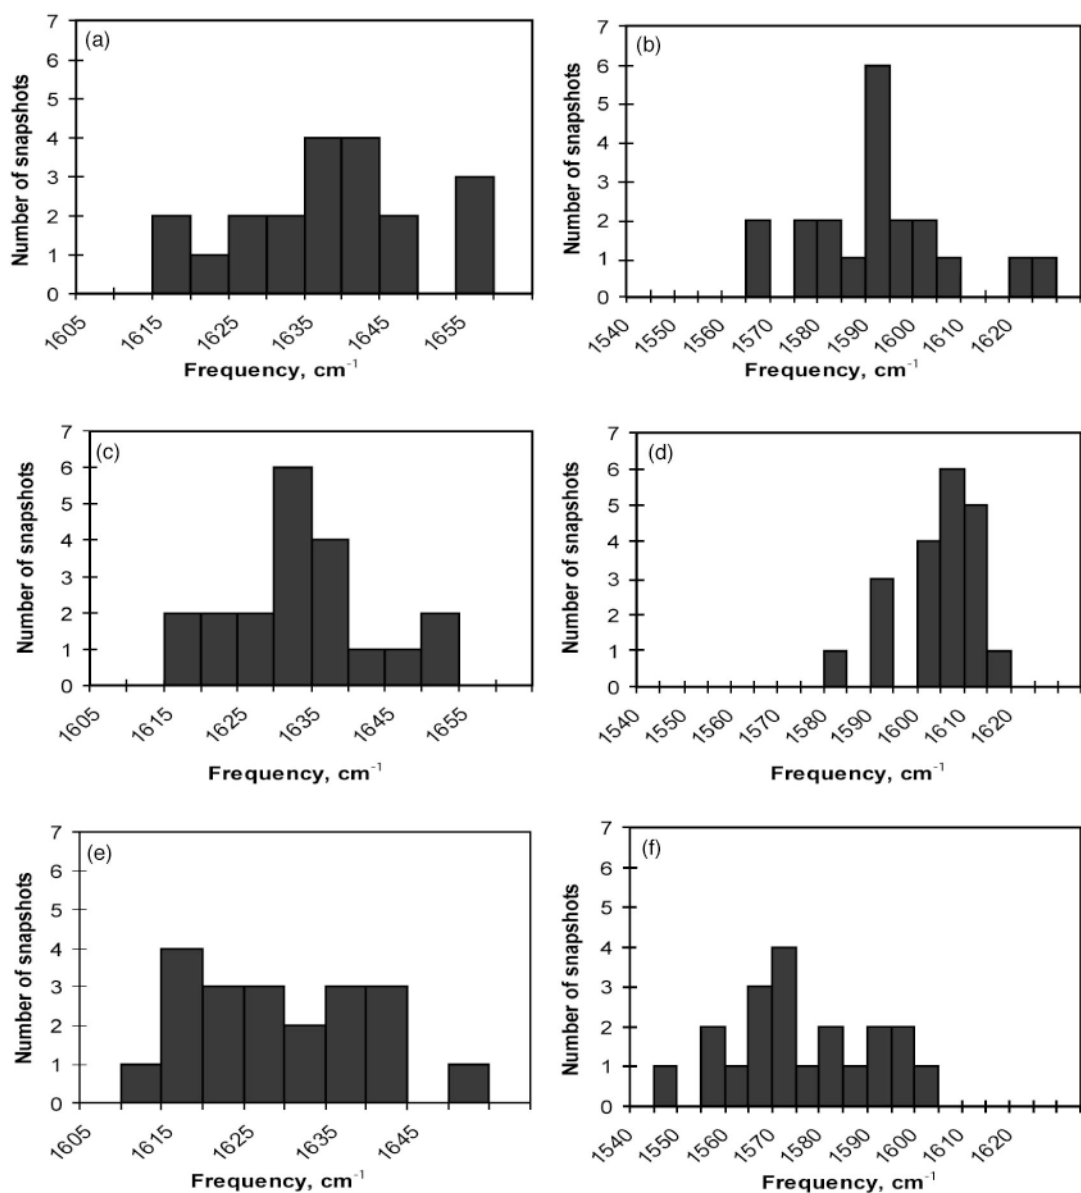 (a)
Number of snapshots
7
6
5
4
3
2
1
0
1605 1615 1625 1635 1645 1655
Frequency, cm⁻¹
(b)
Number of snapshots
7
6
5
4
3
2
1
0
1540 1550 1560 1570 1580 1590 1600 1610 1620
Frequency, cm⁻¹
(c)
Number of snapshots
7
6
5
4
3
2
1
0
1605 1615 1625 1635 1645 1655
Frequency, cm⁻¹
(d)
Number of snapshots
7
6
5
4
3
2
1
0
1540 1550 1560 1570 1580 1590 1600 1610 1620
Frequency, cm⁻¹
(e)
Number of snapshots
7
6
5
4
3
2
1
0
1605 1615 1625 1635 1645
Frequency, cm⁻¹
(f)
Number of snapshots
7
6
5
4
3
2
1
0
1540 1550 1560 1570 1580 1590 1600 1610 1620
Frequency, cm⁻¹